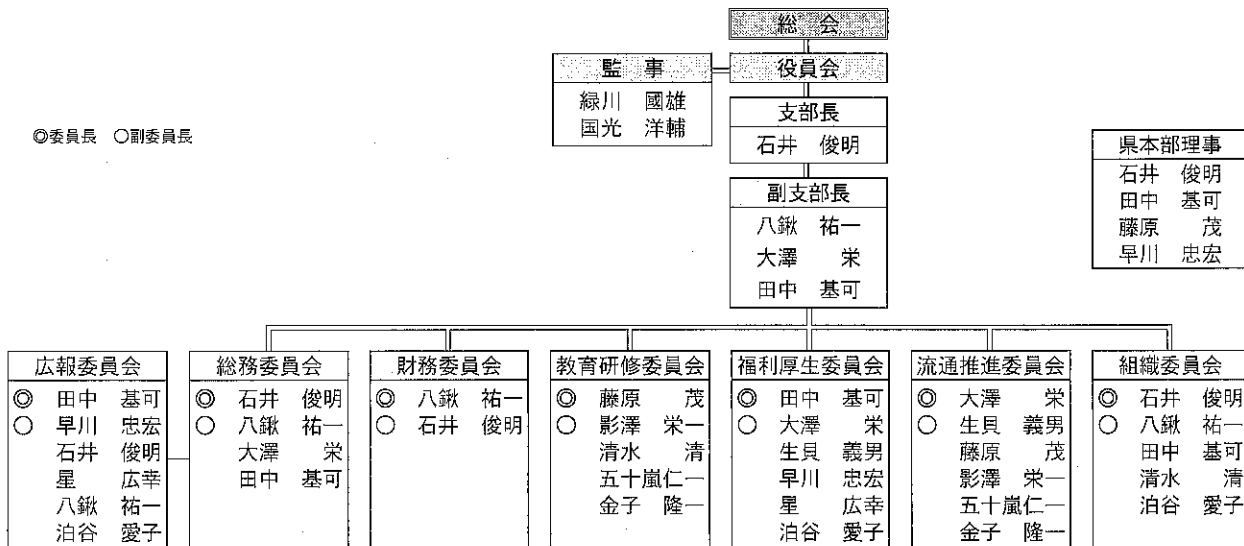 総　会
役員会
監　事
緑川　國雄
国光　洋輔
支部長
石井　俊明
◎委員長　○副委員長
副支部長
八鍬　祐一
大澤　　栄
田中　基可
県本部理事
石井　俊明
田中　基可
藤原　　茂
早川　忠宏
広報委員会
◎　田中　基可
○　早川　忠宏
石井　俊明
星　　広幸
八鍬　祐一
泊谷　愛子
総務委員会
◎　石井　俊明
○　八鍬　祐一
大澤　　栄
田中　基可
財務委員会
◎　八鍬　祐一
○　石井　俊明
教育研修委員会
◎　藤原　　茂
○　影澤　栄一
清水　　清
五十嵐仁一
金子　隆一
福利厚生委員会
◎　田中　基可
○　大澤　　栄
生貝　義男
早川　忠宏
星　　広幸
泊谷　愛子
流通推進委員会
◎　大澤　　栄
○　生貝　義男
藤原　　茂
影澤　栄一
五十嵐仁一
金子　隆一
組織委員会
◎　石井　俊明
○　八鍬　祐一
田中　基可
清水　　清
泊谷　愛子